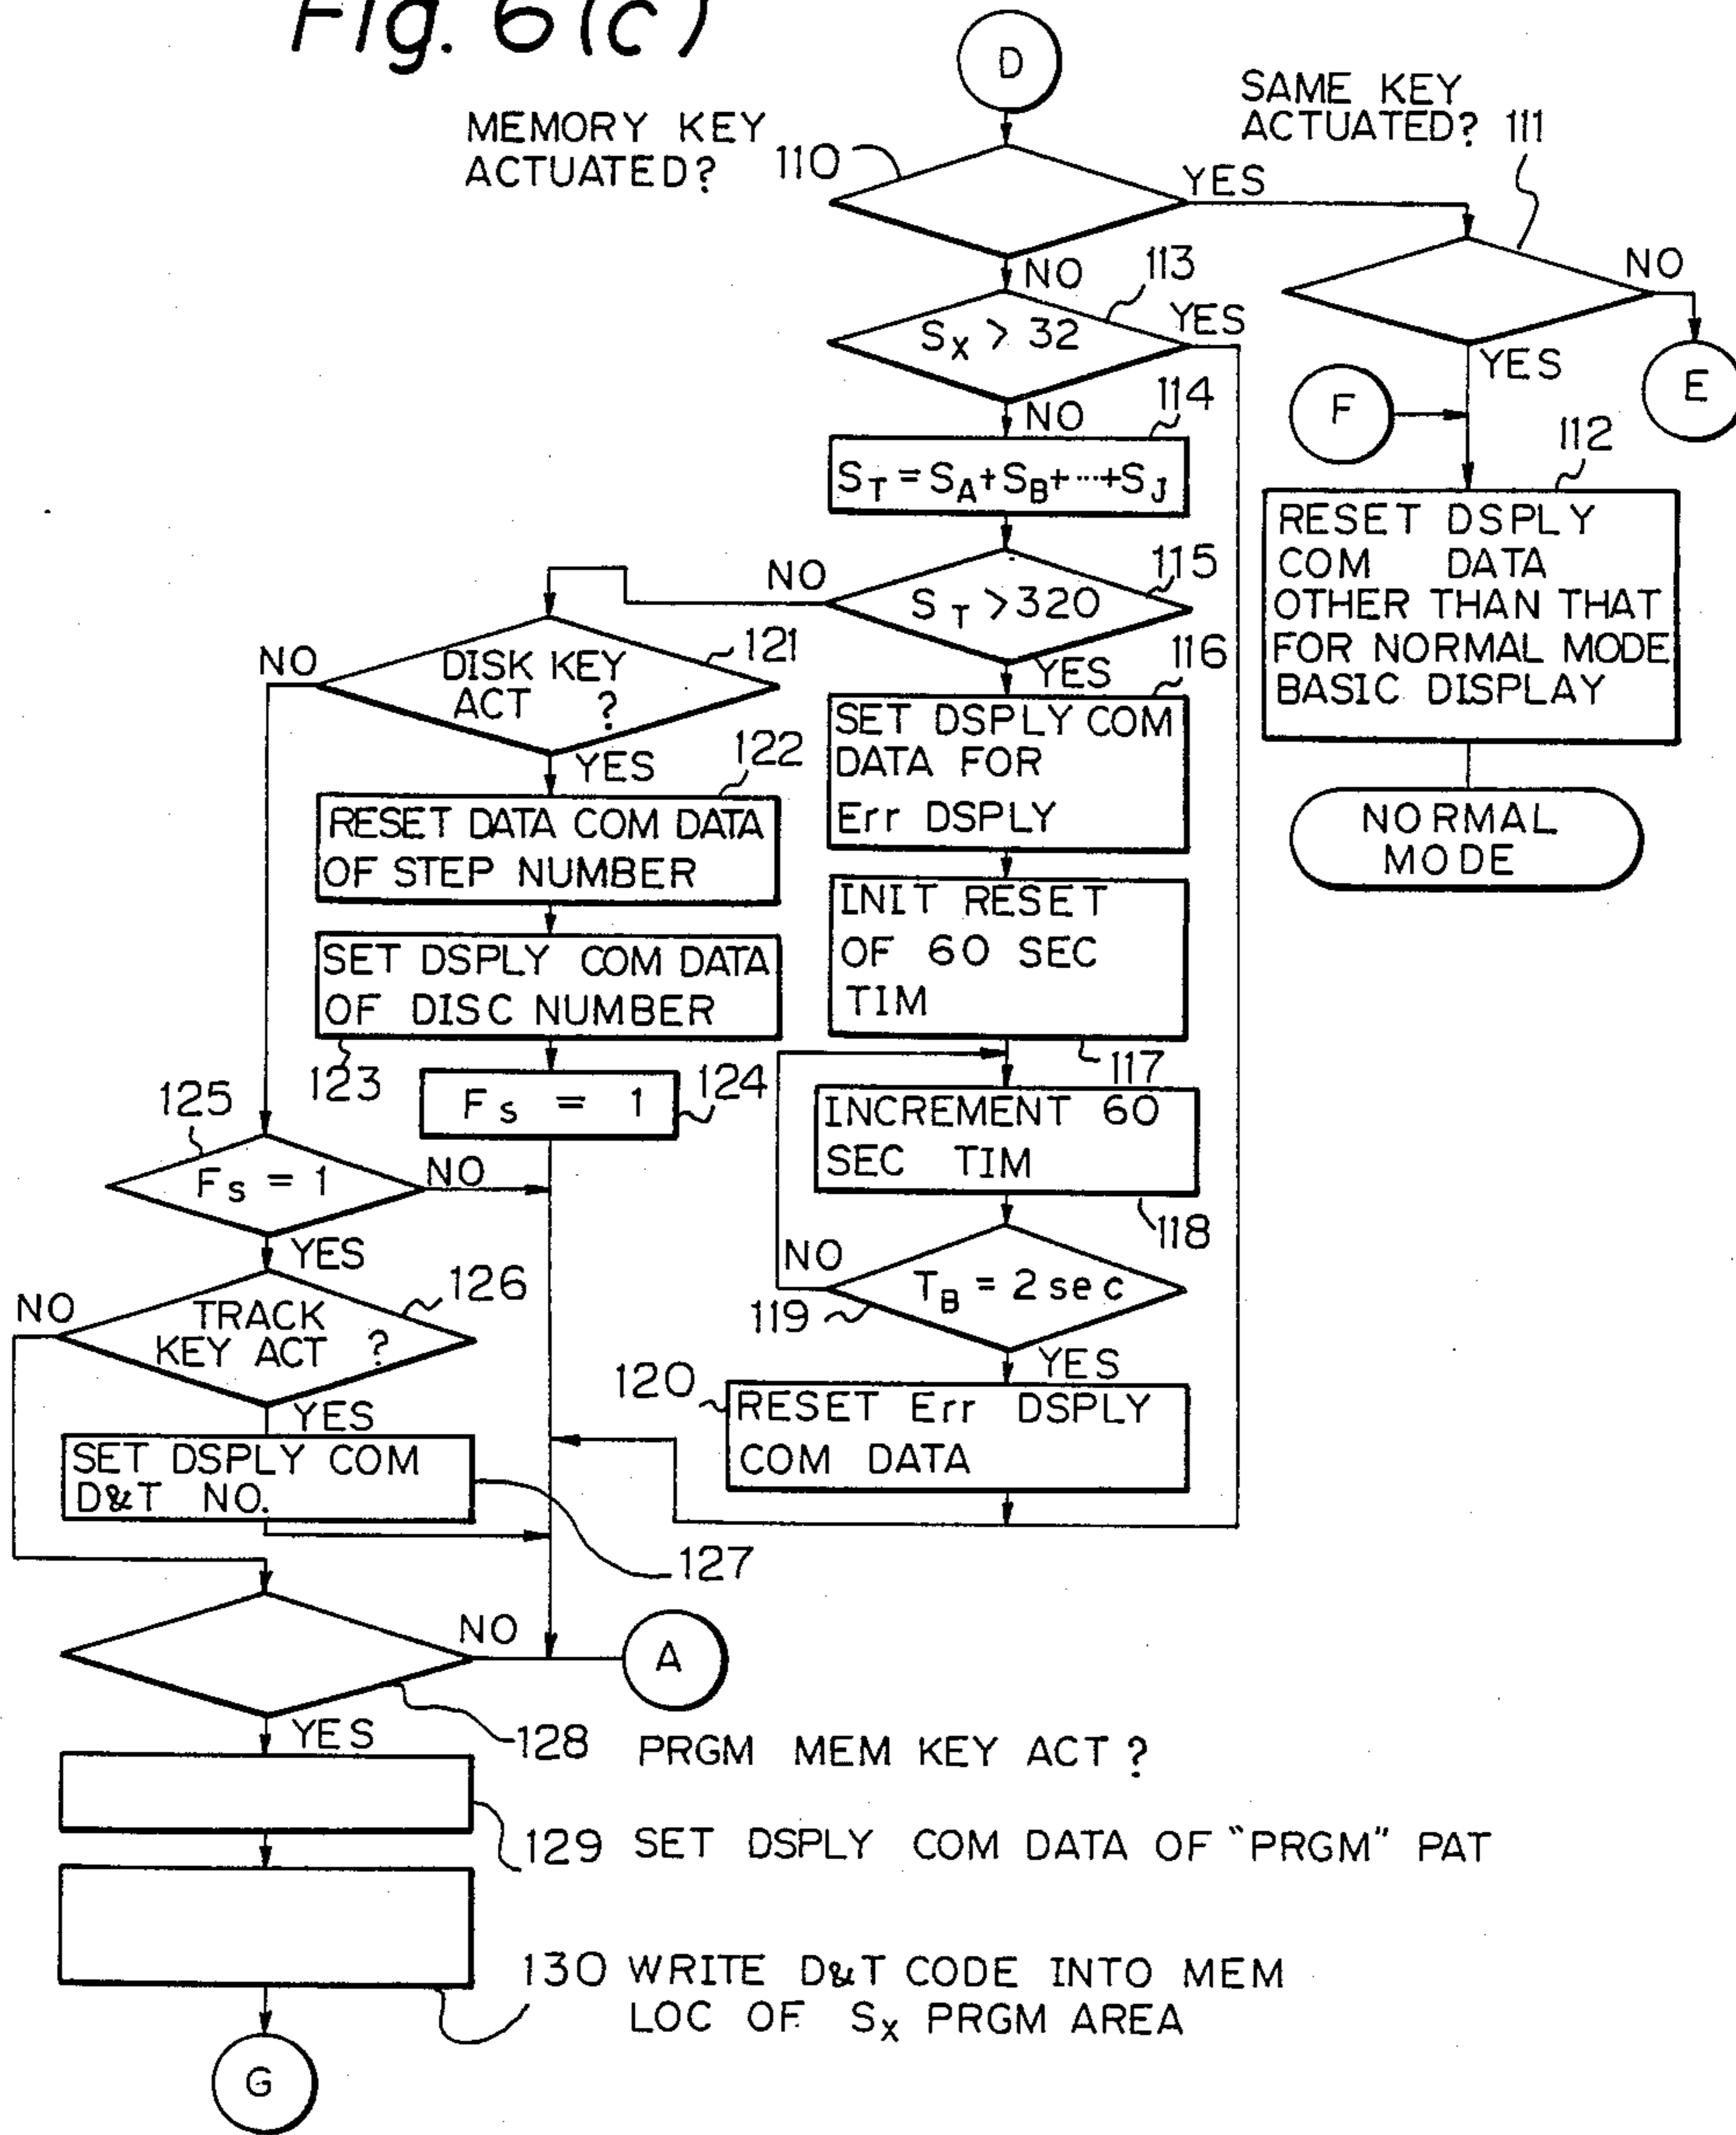 Fig. 6(c)
D
MEMORY KEY
ACTUATED?
110
YES
SAME KEY
ACTUATED? 111
NO
E
YES
F
112
RESET DSPLY
COM DATA
OTHER THAN THAT
FOR NORMAL MODE
BASIC DISPLAY
NORMAL
MODE
NO
113
Sx > 32
YES
NO
114
ST = SA+SB+···+SJ
115
ST >320
NO
YES
116
SET DSPLY COM
DATA FOR
Err DSPLY
INIT RESET
OF 60 SEC
TIM
117
INCREMENT 60
SEC TIM
118
NO
TB = 2 sec
119
YES
120
RESET Err DSPLY
COM DATA
121
DISK KEY
ACT ?
NO
YES
122
RESET DATA COM DATA
OF STEP NUMBER
SET DSPLY COM DATA
OF DISC NUMBER
123
Fs = 1
124
125
Fs = 1
NO
YES
126
TRACK
KEY ACT ?
NO
YES
SET DSPLY COM
D&T NO.
127
NO
A
YES
128 PRGM MEM KEY ACT ?
129 SET DSPLY COM DATA OF "PRGM" PAT
130 WRITE D&T CODE INTO MEM
LOC OF Sx PRGM AREA
G